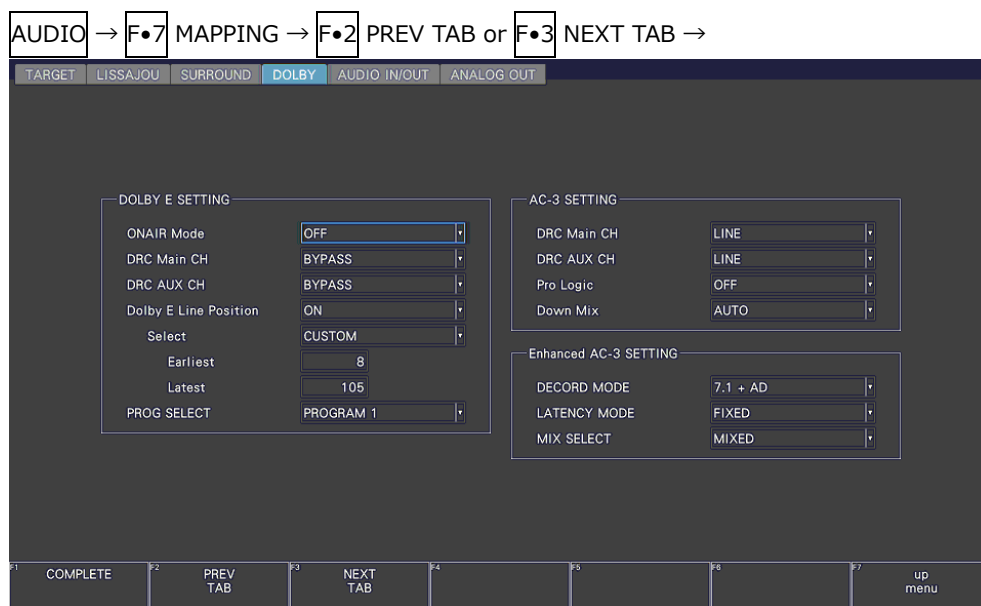 AUDIO → F•7 MAPPING → F•2 PREV TAB or F•3 NEXT TAB →
TARGET LISSAJOU SURROUND DOLBY AUDIO IN/OUT ANALOG OUT
DOLBY E SETTING
ONAIR Mode OFF
DRC Main CH BYPASS
DRC AUX CH BYPASS
Dolby E Line Position ON
Select CUSTOM
Earliest 8
Latest 105
PROG SELECT PROGRAM 1
AC-3 SETTING
DRC Main CH LINE
DRC AUX CH LINE
Pro Logic OFF
Down Mix AUTO
Enhanced AC-3 SETTING
DECORD MODE 7.1 + AD
LATENCY MODE FIXED
MIX SELECT MIXED
F1 COMPLETE
F2 PREV
TAB
F3 NEXT
TAB
F4
F5
F6
F7 up
menu